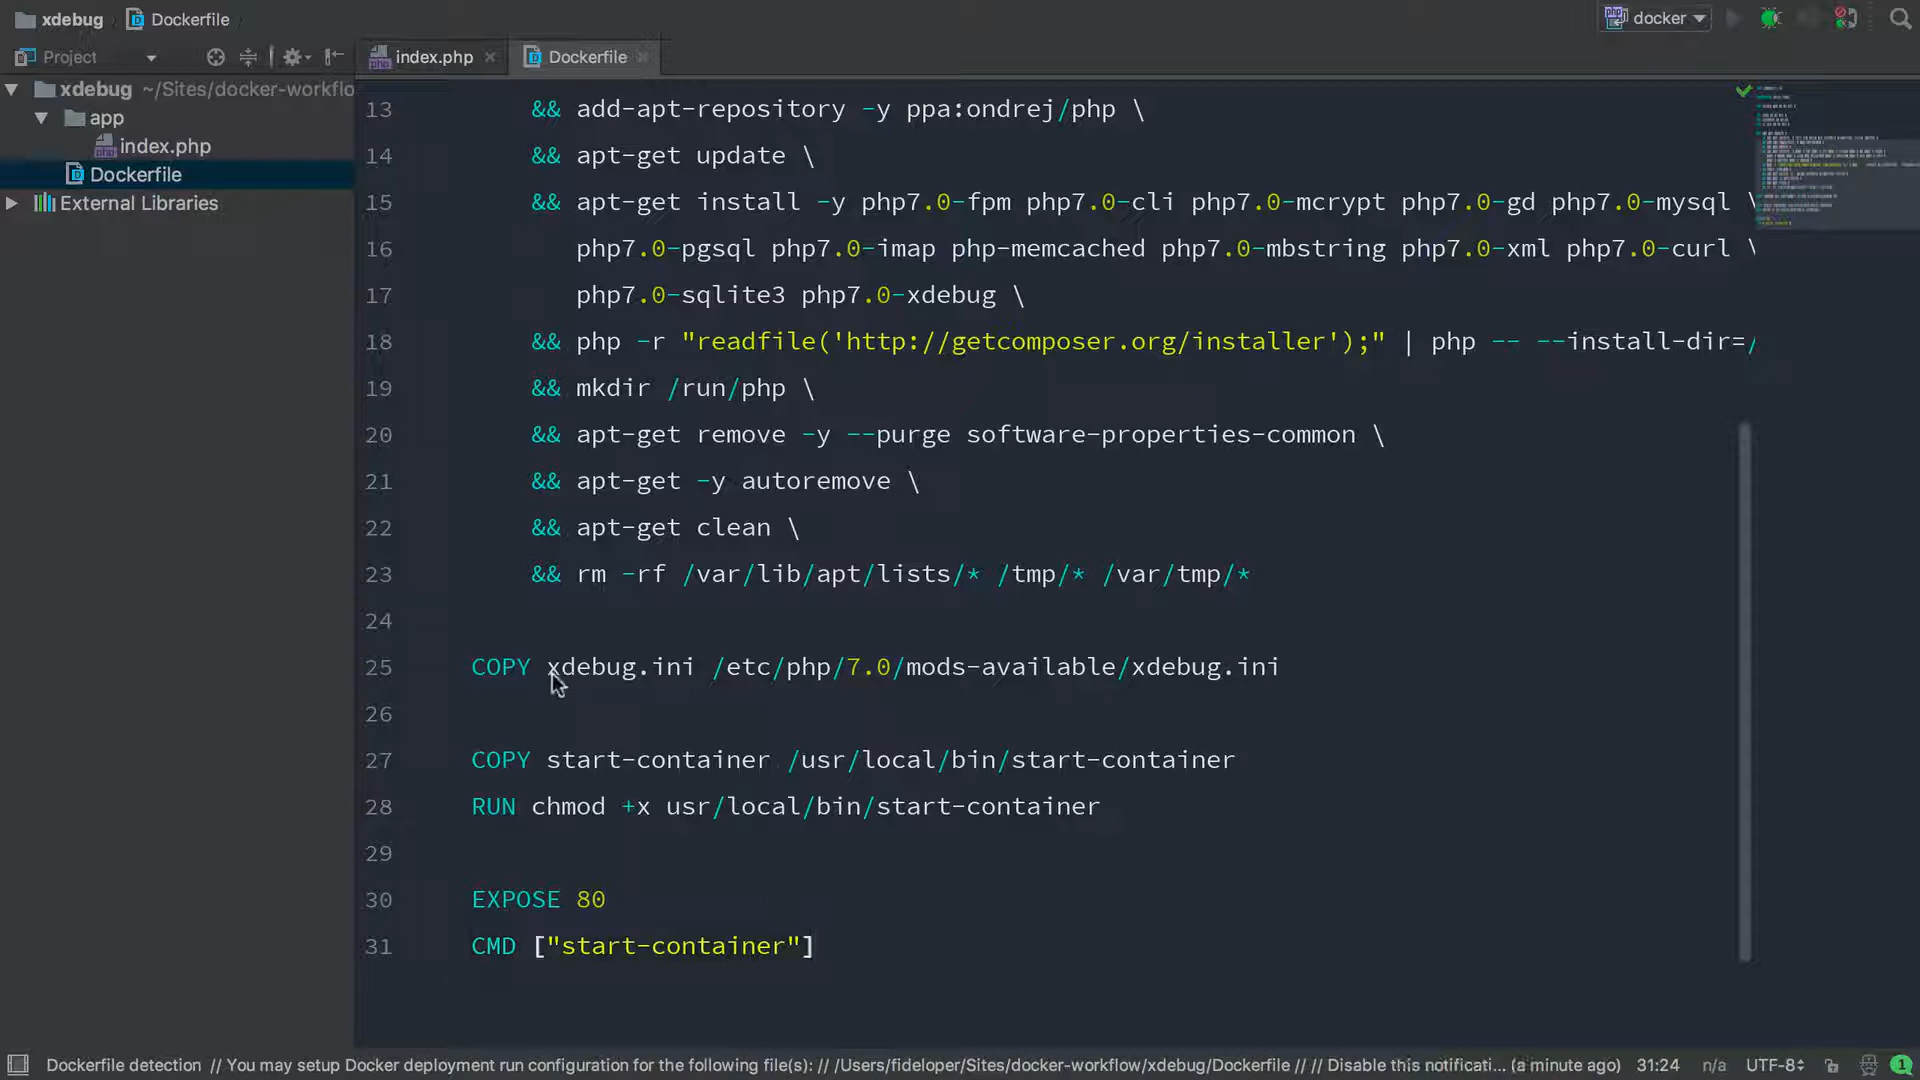 xdebug Dockerfile
docker
Project
index.php
Dockerfile
xdebug ~/Sites/docker-workflo
app
index.php
Dockerfile
External Libraries
13 && add-apt-repository -y ppa:ondrej/php \
14 && apt-get update \
15 && apt-get install -y php7.0-fpm php7.0-cli php7.0-mcrypt php7.0-gd php7.0-mysql \
16 php7.0-pgsql php7.0-imap php-memcached php7.0-mbstring php7.0-xml php7.0-curl \
17 php7.0-sqlite3 php7.0-xdebug \
18 && php -r "readfile('http://getcomposer.org/installer');" | php -- --install-dir=/
19 && mkdir /run/php \
20 && apt-get remove -y --purge software-properties-common \
21 && apt-get -y autoremove \
22 && apt-get clean \
23 && rm -rf /var/lib/apt/lists/* /tmp/* /var/tmp/*
24
25 COPY xdebug.ini /etc/php/7.0/mods-available/xdebug.ini
26
27 COPY start-container /usr/local/bin/start-container
28 RUN chmod +x usr/local/bin/start-container
29
30 EXPOSE 80
31 CMD ["start-container"]
Dockerfile detection // You may setup Docker deployment run configuration for the following file(s): // /Users/fideloper/Sites/docker-workflow/xdebug/Dockerfile // // Disable this notificati... (a minute ago) 31:24 n/a UTF-8 1